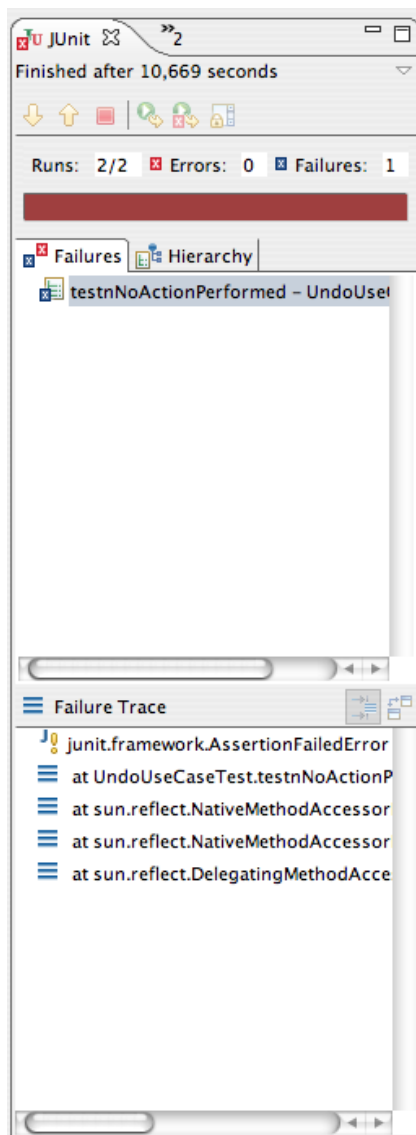 JUnit
»2
Finished after 10,669 seconds
Runs: 2/2 Errors: 0 Failures: 1
Failures Hierarchy
testnNoActionPerformed – UndoUse
Failure Trace
junit.framework.AssertionFailedError
at UndoUseCaseTest.testnNoActionP
at sun.reflect.NativeMethodAccessor
at sun.reflect.NativeMethodAccessor
at sun.reflect.DelegatingMethodAcce